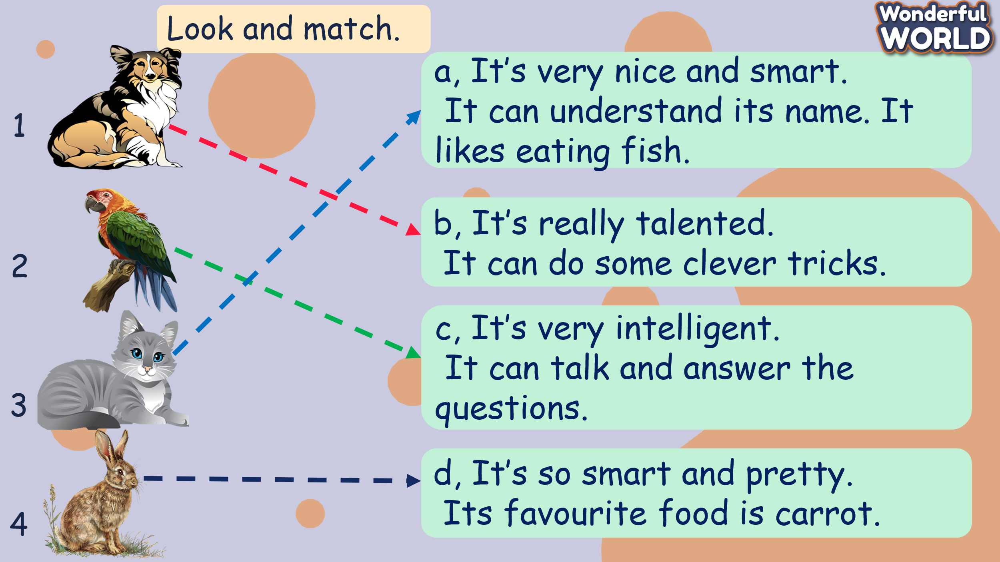 Look and match.
Wonderful
WORLD
1
2
3
4
a, It's very nice and smart.
It can understand its name. It
likes eating fish.
b, It's really talented.
It can do some clever tricks.
c, It's very intelligent.
It can talk and answer the
questions.
d, It's so smart and pretty.
Its favourite food is carrot.